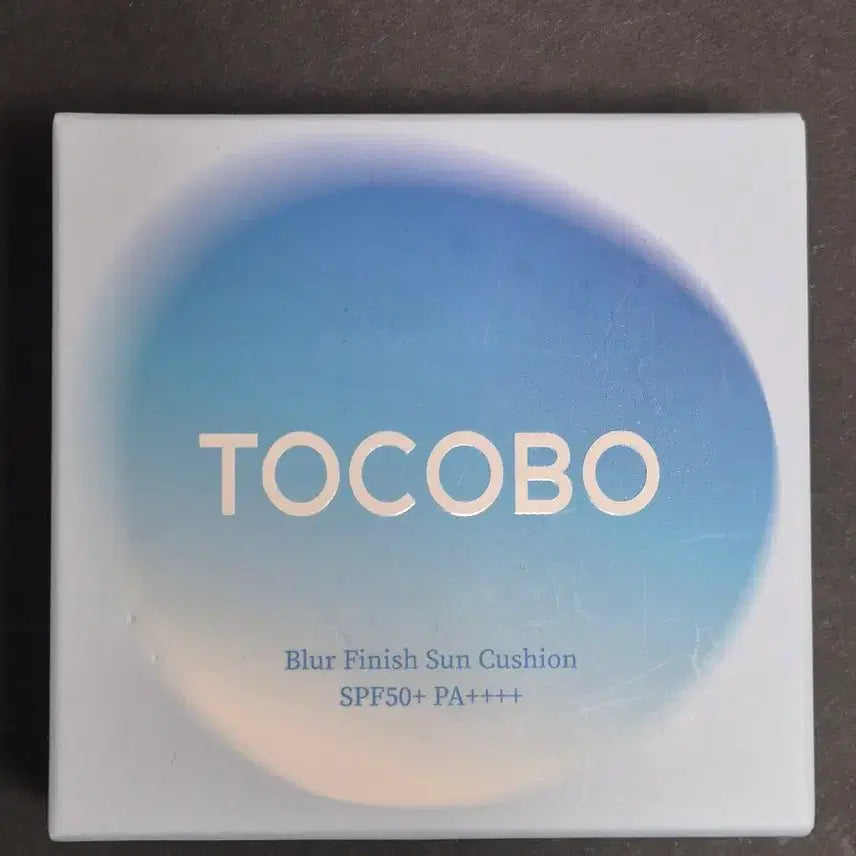 TOCOBO
Blur Finish Sun Cushion
SPF50+ PA++++